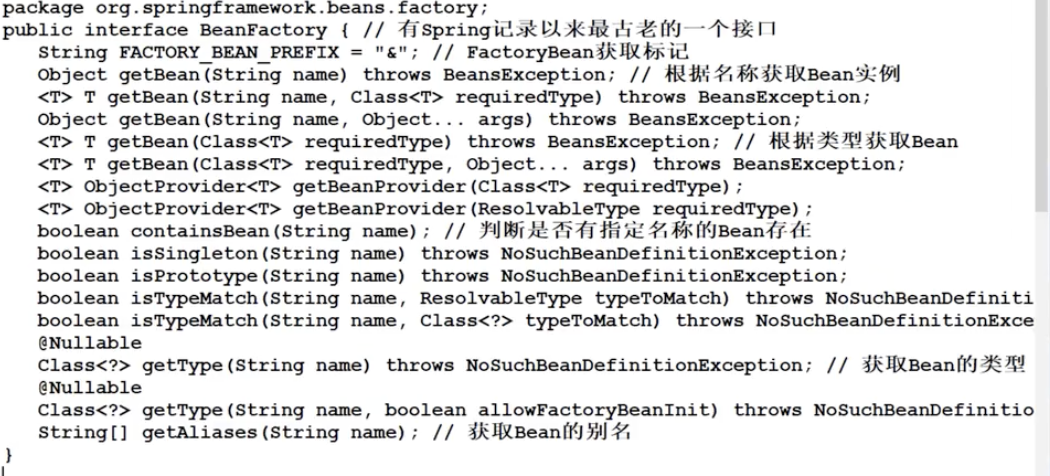 package org.springframework.beans.factory;
public interface BeanFactory { // 有Spring记录以来最古老的一个接口
String FACTORY_BEAN_PREFIX = "&"; // FactoryBean获取标记
Object getBean(String name) throws BeansException; // 根据名称获取Bean实例
<T> T getBean(String name, Class<T> requiredType) throws BeansException;
Object getBean(String name, Object... args) throws BeansException;
<T> T getBean(Class<T> requiredType) throws BeansException; // 根据类型获取Bean
<T> T getBean(Class<T> requiredType, Object... args) throws BeansException;
<T> ObjectProvider<T> getBeanProvider(Class<T> requiredType);
<T> ObjectProvider<T> getBeanProvider(ResolvableType requiredType);
boolean containsBean(String name); // 判断是否有指定名称的Bean存在
boolean isSingleton(String name) throws NoSuchBeanDefinitionException;
boolean isPrototype(String name) throws NoSuchBeanDefinitionException;
boolean isTypeMatch(String name, ResolvableType typeToMatch) throws NoSuchBeanDefiniti
boolean isTypeMatch(String name, Class<?> typeToMatch) throws NoSuchBeanDefinitionExce
@Nullable
Class<?> getType(String name) throws NoSuchBeanDefinitionException; // 获取Bean的类型
@Nullable
Class<?> getType(String name, boolean allowFactoryBeanInit) throws NoSuchBeanDefinitio
String[] getAliases(String name); // 获取Bean的别名
}